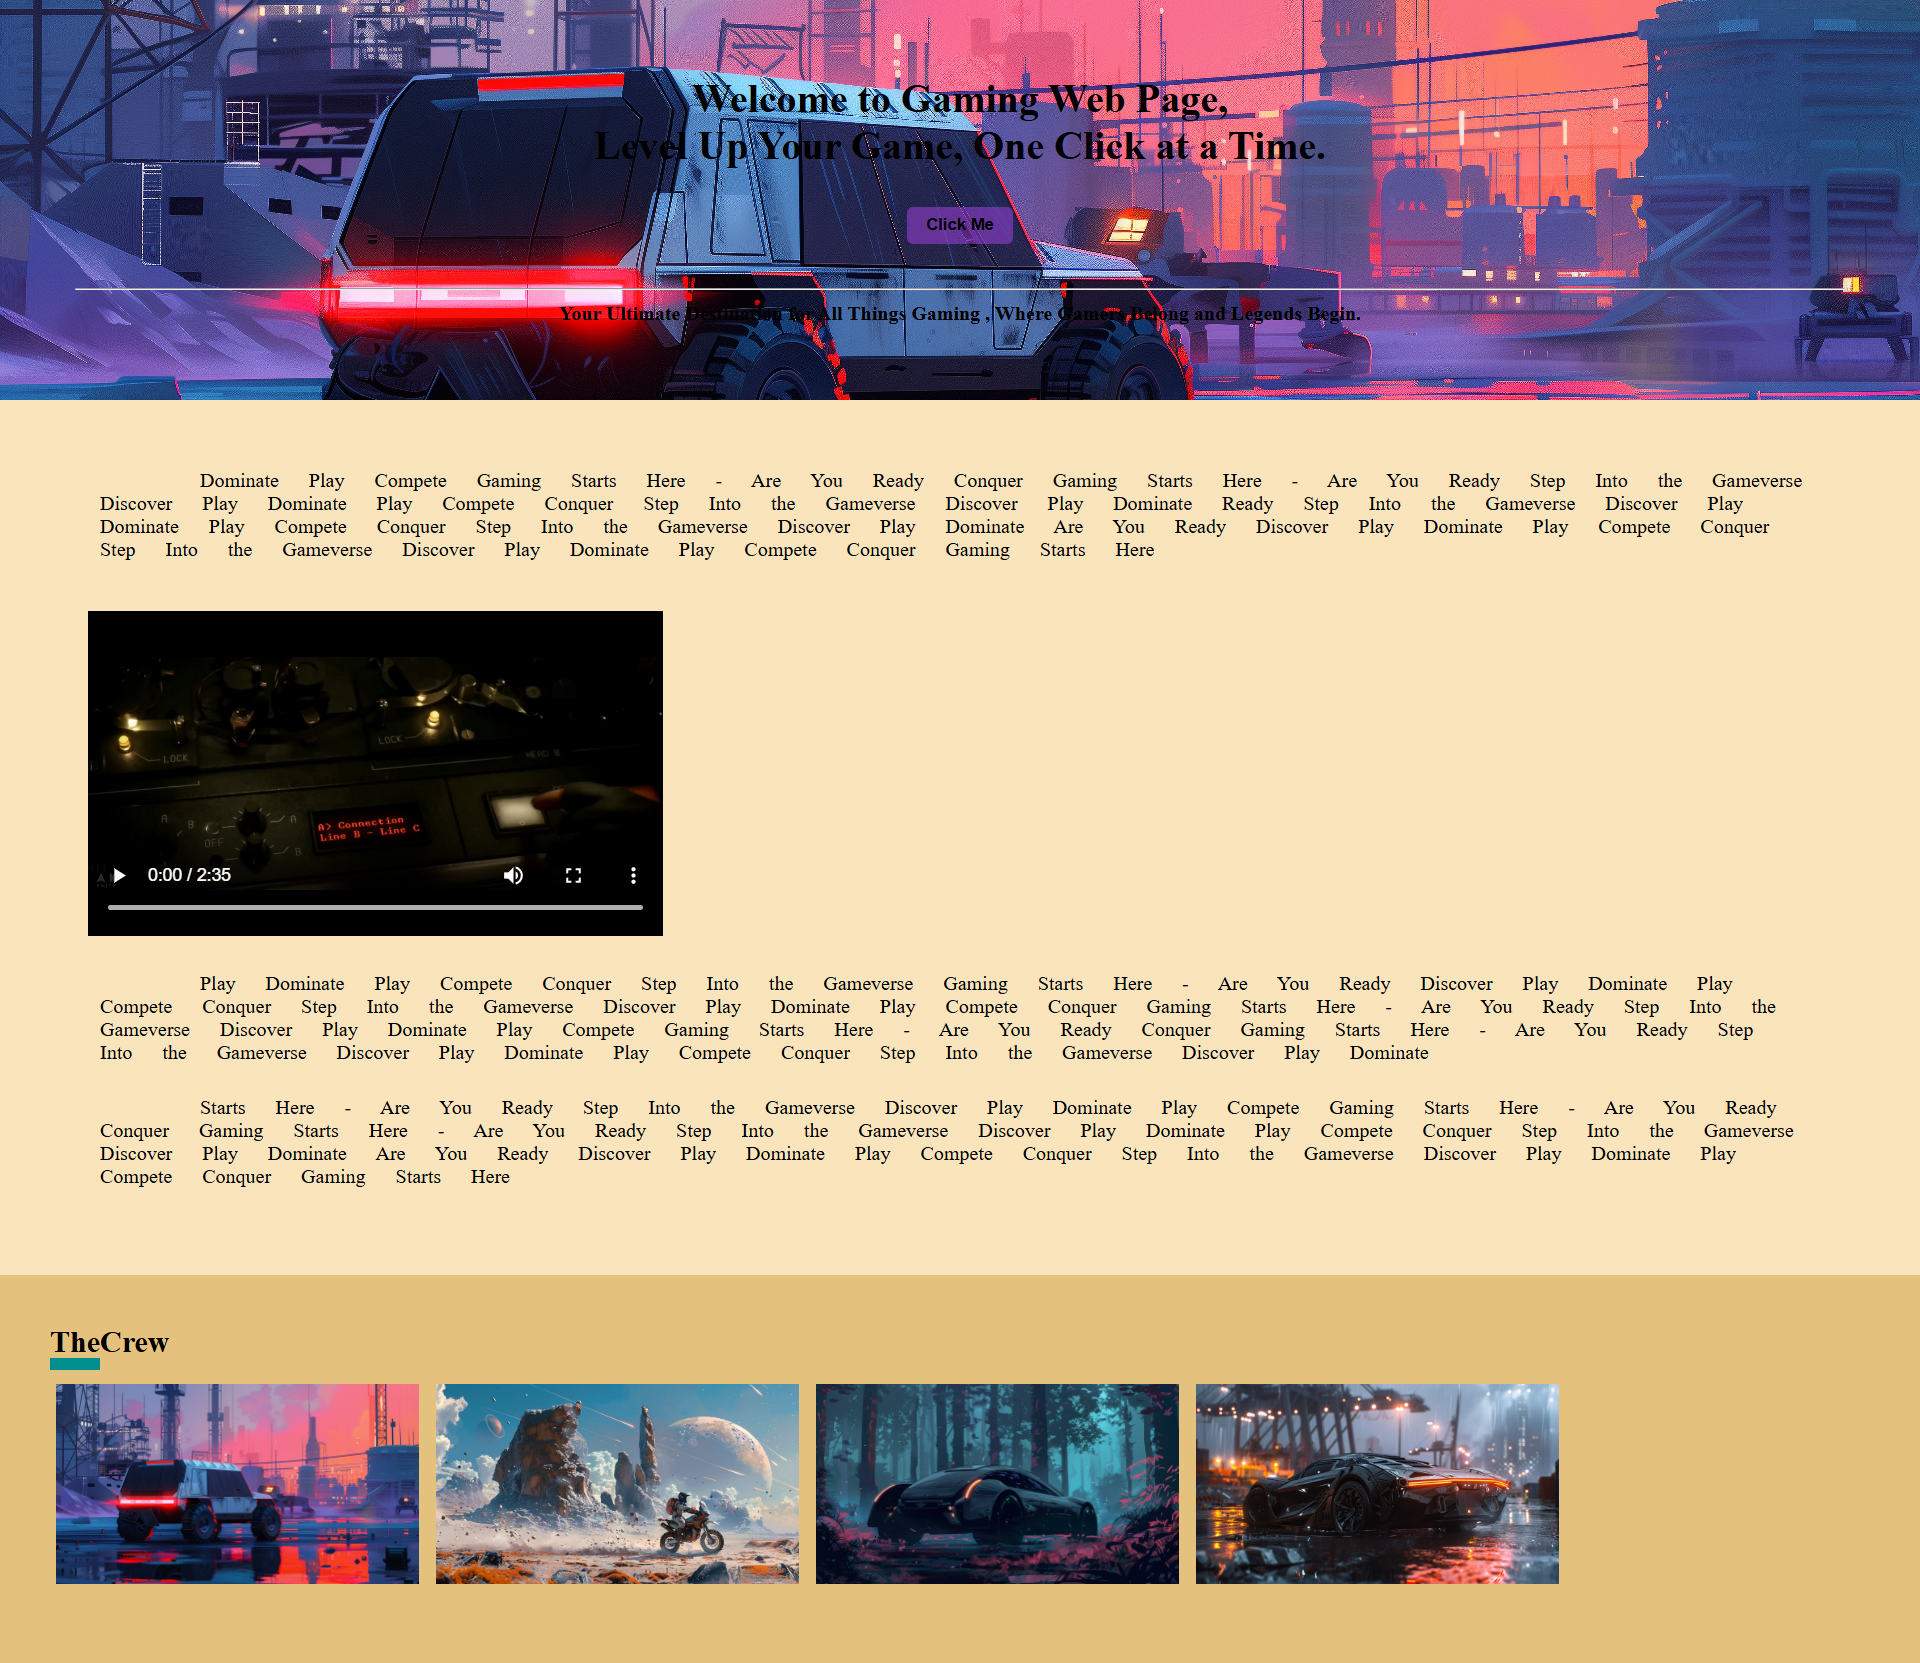 Welcome to Gaming Web Page,
Level Up Your Game, One Click at a Time.
Click Me
Your Ultimate Destination for All Things Gaming , Where Gamers Belong and Legends Begin.
Dominate Play Compete Gaming Starts Here - Are You Ready Conquer Gaming Starts Here - Are You Ready Step Into the Gameverse
Discover Play Dominate Play Compete Conquer Step Into the Gameverse Discover Play Dominate Ready Step Into the Gameverse Discover Play
Dominate Play Compete Conquer Step Into the Gameverse Discover Play Dominate Are You Ready Discover Play Dominate Play Compete Conquer
Step Into the Gameverse Discover Play Dominate Play Compete Conquer Gaming Starts Here
LOCK
LOCK
HEAD B
A
B
A
OFF
B
A> Connection
Line B - Line C
0:00 / 2:35
Play Dominate Play Compete Conquer Step Into the Gameverse Gaming Starts Here - Are You Ready Discover Play Dominate Play
Compete Conquer Step Into the Gameverse Discover Play Dominate Play Compete Conquer Gaming Starts Here - Are You Ready Step Into the
Gameverse Discover Play Dominate Play Compete Gaming Starts Here - Are You Ready Conquer Gaming Starts Here - Are You Ready Step
Into the Gameverse Discover Play Dominate Play Compete Conquer Step Into the Gameverse Discover Play Dominate
Starts Here - Are You Ready Step Into the Gameverse Discover Play Dominate Play Compete Gaming Starts Here - Are You Ready
Conquer Gaming Starts Here - Are You Ready Step Into the Gameverse Discover Play Dominate Play Compete Conquer Step Into the Gameverse
Discover Play Dominate Are You Ready Discover Play Dominate Play Compete Conquer Step Into the Gameverse Discover Play Dominate Play
Compete Conquer Gaming Starts Here
TheCrew